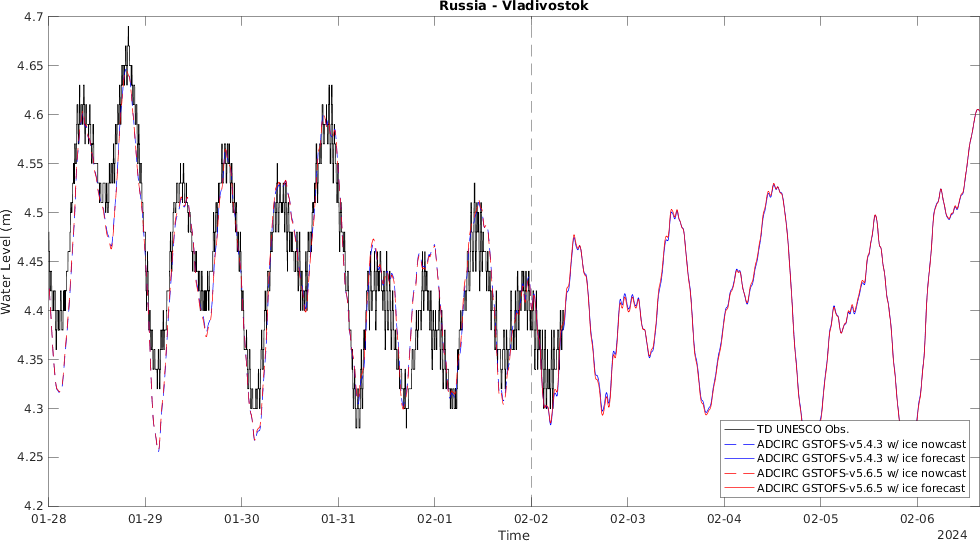 Russia - Vladivostok
4.7
4.65
4.6
4.55
4.5
4.45
4.4
4.35
4.3
4.25
4.2
Water Level (m)
TD UNESCO Obs.
ADCIRC GSTOFS-v5.4.3 w/ ice nowcast
ADCIRC GSTOFS-v5.4.3 w/ ice forecast
ADCIRC GSTOFS-v5.6.5 w/ ice nowcast
ADCIRC GSTOFS-v5.6.5 w/ ice forecast
01-28 01-29 01-30 01-31 02-01 02-02 02-03 02-04 02-05 02-06
Time
2024